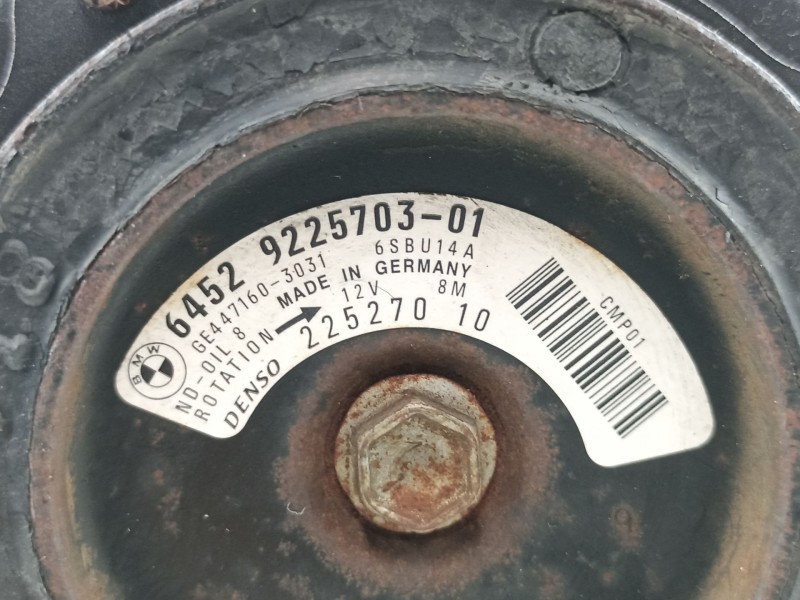 BMW
6452 9225703-01
GE447160-3031 6SBU14A
ND-OIL 8 MADE IN GERMANY
ROTATION 12V 8M
DENSO 225270 10
CMP01
8